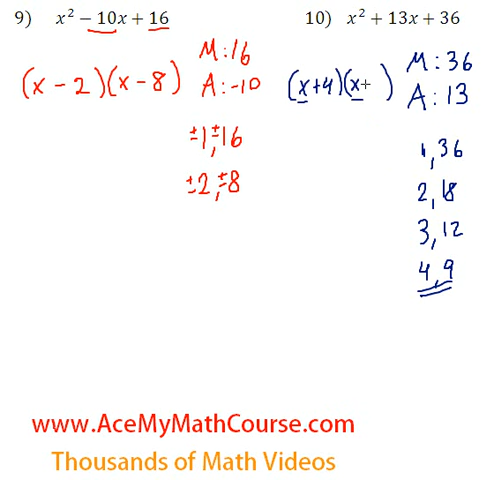 9) x² − 10x + 16
(x − 2)(x − 8)
M: 16
A: -10
±1, ±16
±2, ±8
10) x² + 13x + 36
(x+4)(x+ )
M: 36
A: 13
1, 36
2, 18
3, 12
4, 9
www.AceMyMathCourse.com
Thousands of Math Videos